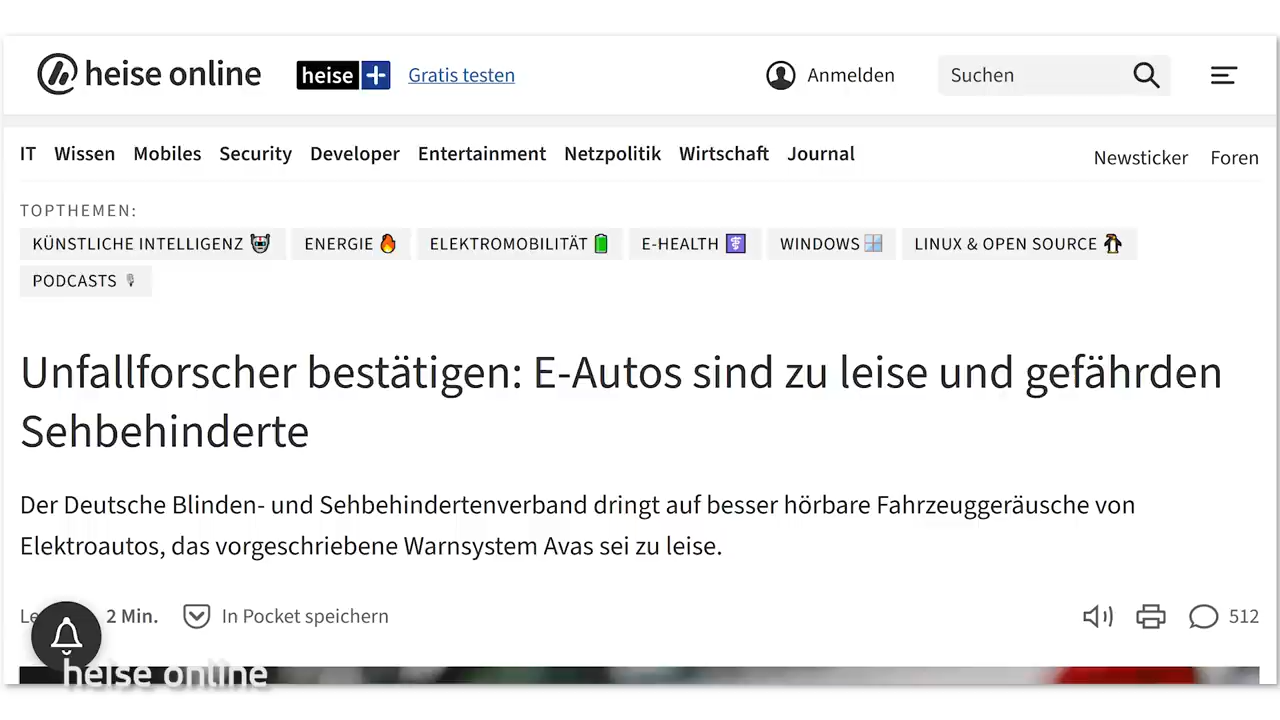 heise online heise+ Gratis testen Anmelden Suchen
IT Wissen Mobiles Security Developer Entertainment Netzpolitik Wirtschaft Journal Newsticker Foren
TOPTHEMEN:
KÜNSTLICHE INTELLIGENZ ENERGIE ELEKTROMOBILITÄT E-HEALTH WINDOWS LINUX & OPEN SOURCE
PODCASTS
Unfallforscher bestätigen: E-Autos sind zu leise und gefährden
Sehbehinderte
Der Deutsche Blinden- und Sehbehindertenverband dringt auf besser hörbare Fahrzeuggeräusche von
Elektroautos, das vorgeschriebene Warnsystem Avas sei zu leise.
2 Min. In Pocket speichern 512
heise online